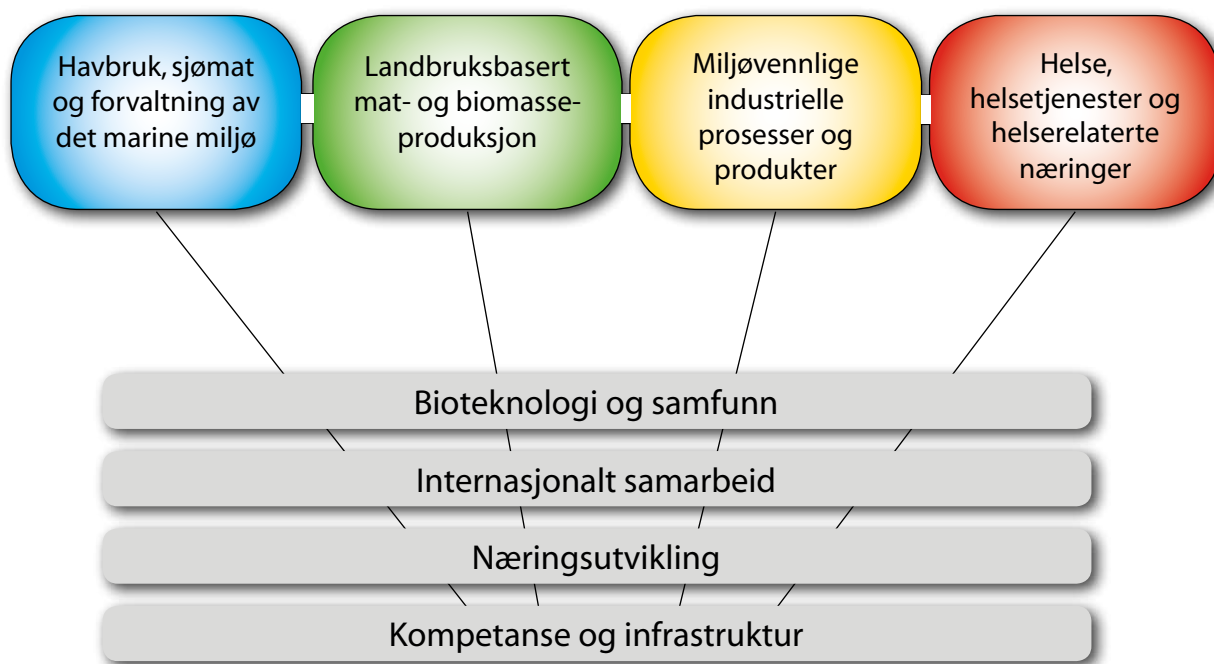 Havbruk, sjømat
og forvaltning av
det marine miljø
Landbruksbasert
mat- og biomasse-
produksjon
Miljøvennlige
industrielle
prosesser og
produkter
Helse,
helsetjenester og
helserelaterte
næringer
Bioteknologi og samfunn
Internasjonalt samarbeid
Næringsutvikling
Kompetanse og infrastruktur